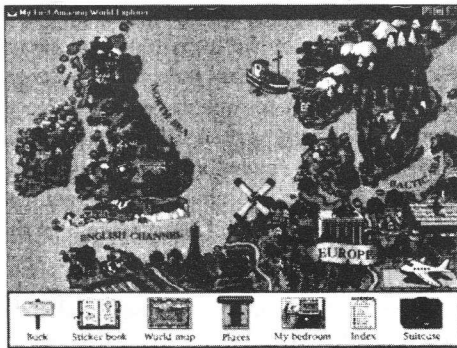 My First Amazing World Explorer
NORTH SEA
BALTIC SEA
ENGLISH CHANNEL
EUROPE
Back
Sticker book
World map
Places
My bedroom
Index
Suitcase